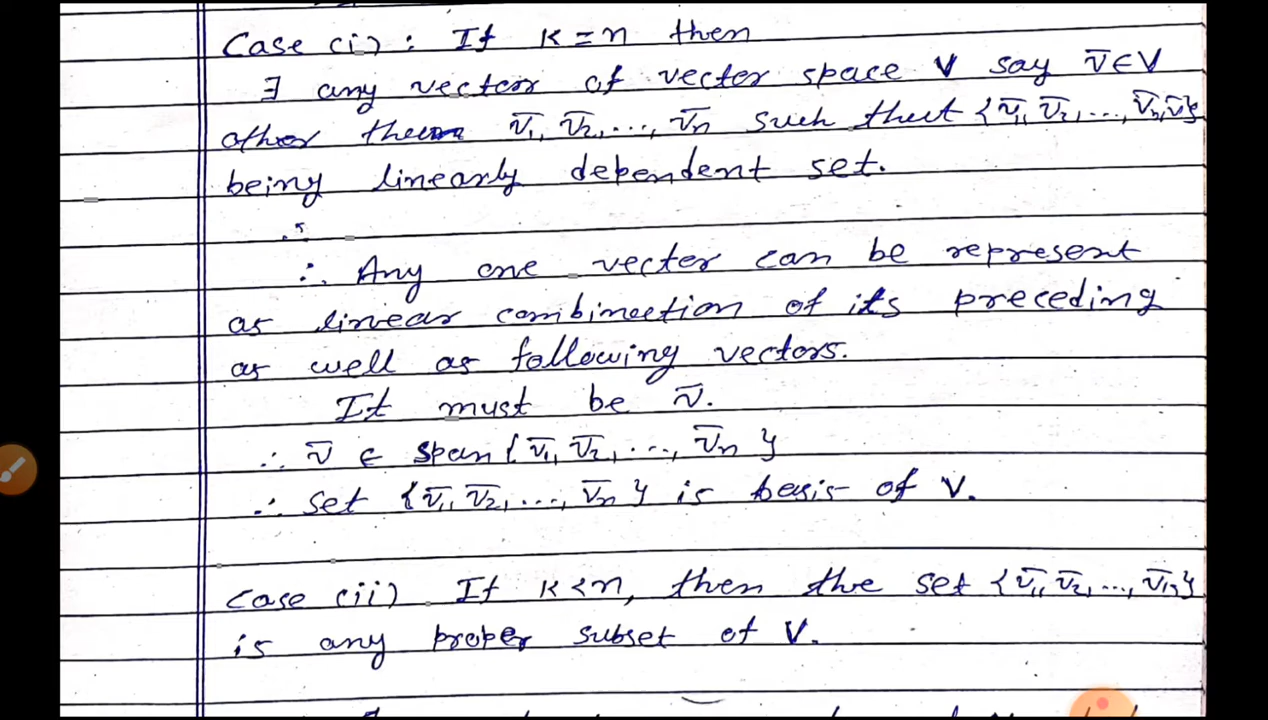 Case (i) : If K = n then
∃ any vector of vector space V say v̄ ∈ V
other than v̄₁, v̄₂, ..., v̄n such that {v̄₁, v̄₂, ..., v̄n, v̄}
being linearly dependent set.
∴
∴ Any one vector can be represent
as linear combination of its preceding
as well as following vectors.
It must be v̄.
∴ v̄ ∈ span {v̄₁, v̄₂, ..., v̄n}
∴ set {v̄₁, v̄₂, ..., v̄n} is basis of V.
Case (ii) If K < n, then the set {v̄₁, v̄₂, ..., v̄n}
is any proper subset of V.